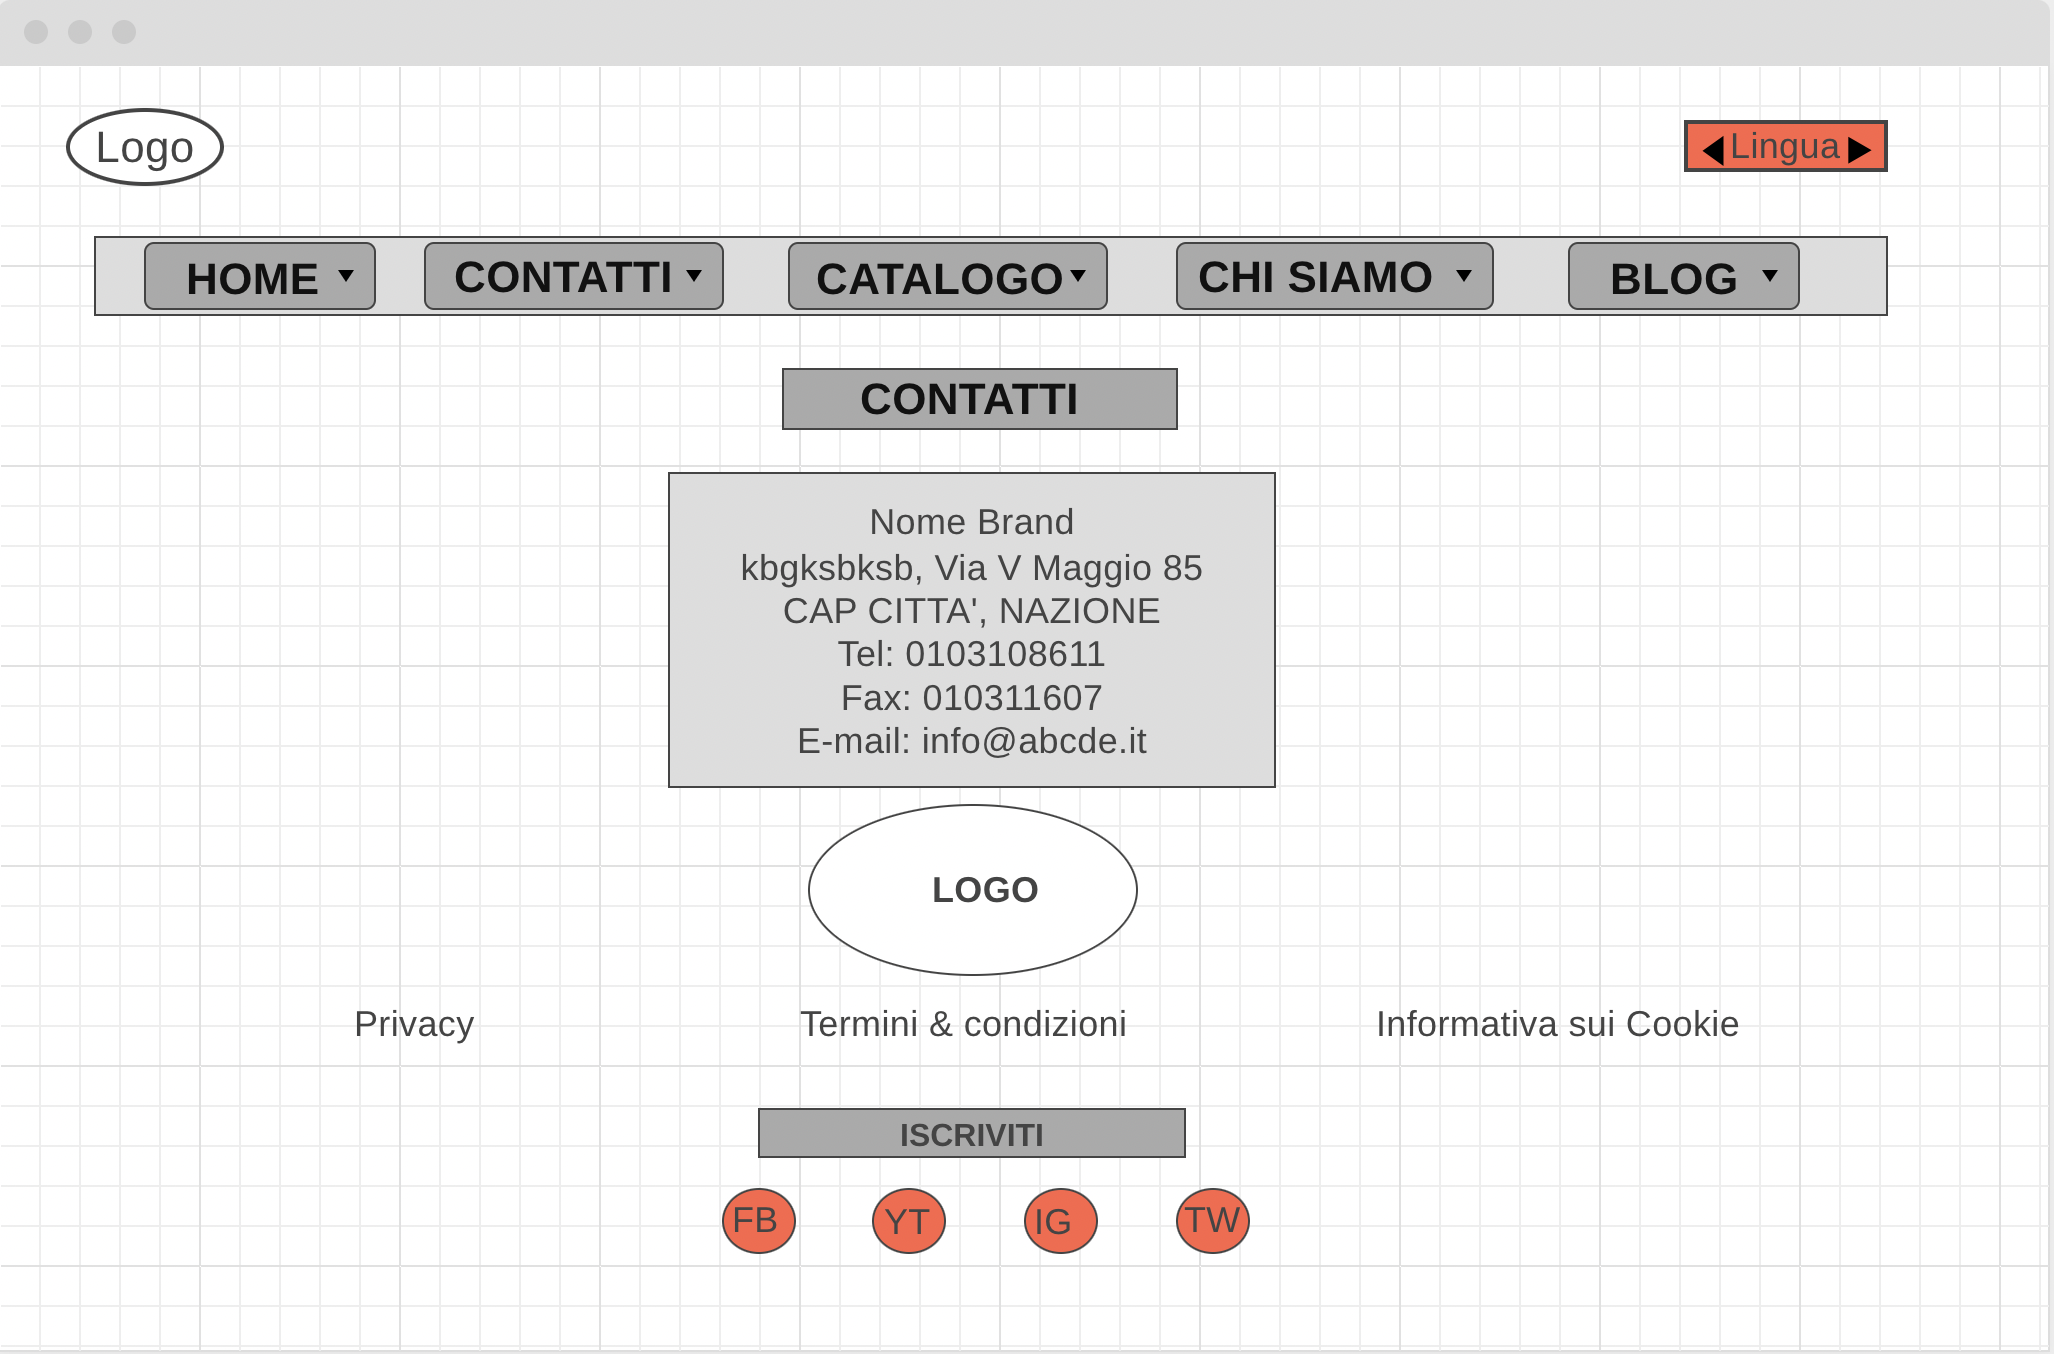 Logo
Lingua
HOME CONTATTI CATALOGO CHI SIAMO BLOG
CONTATTI
Nome Brand
kbgksbksb, Via V Maggio 85
CAP CITTA', NAZIONE
Tel: 0103108611
Fax: 010311607
E-mail: info@abcde.it
LOGO
Privacy Termini & condizioni Informativa sui Cookie
ISCRIVITI
FB YT IG TW